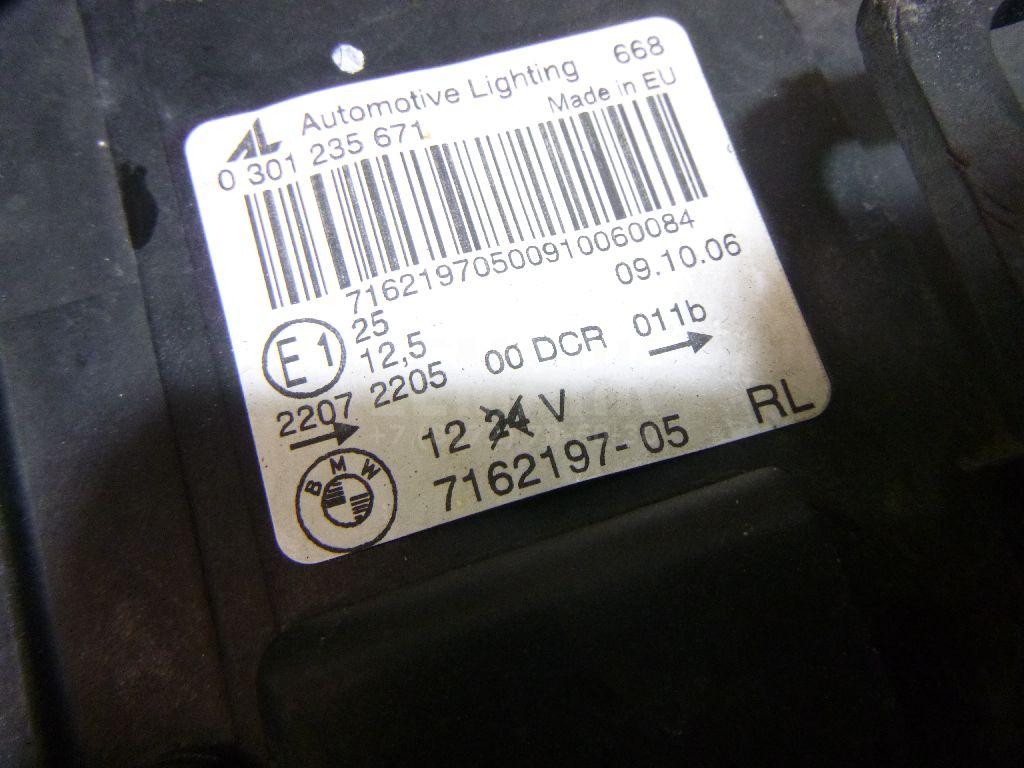 AL Automotive Lighting 668
0 301 235 671 Made in EU
71621970500910060084
09.10.06
E1 25
12,5
2207 2205 00 DCR 011b
12 24 V
BMW 7162197-05 RL